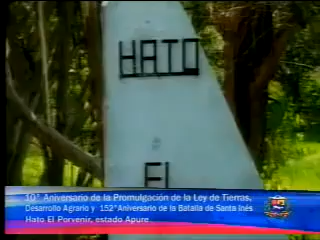 HATO
EL
10° Aniversario de la Promulgación de la Ley de Tierras,
Desarrollo Agrario y 152°Aniversario de la Batalla de Santa Inés
Hato El Porvenir, estado Apure